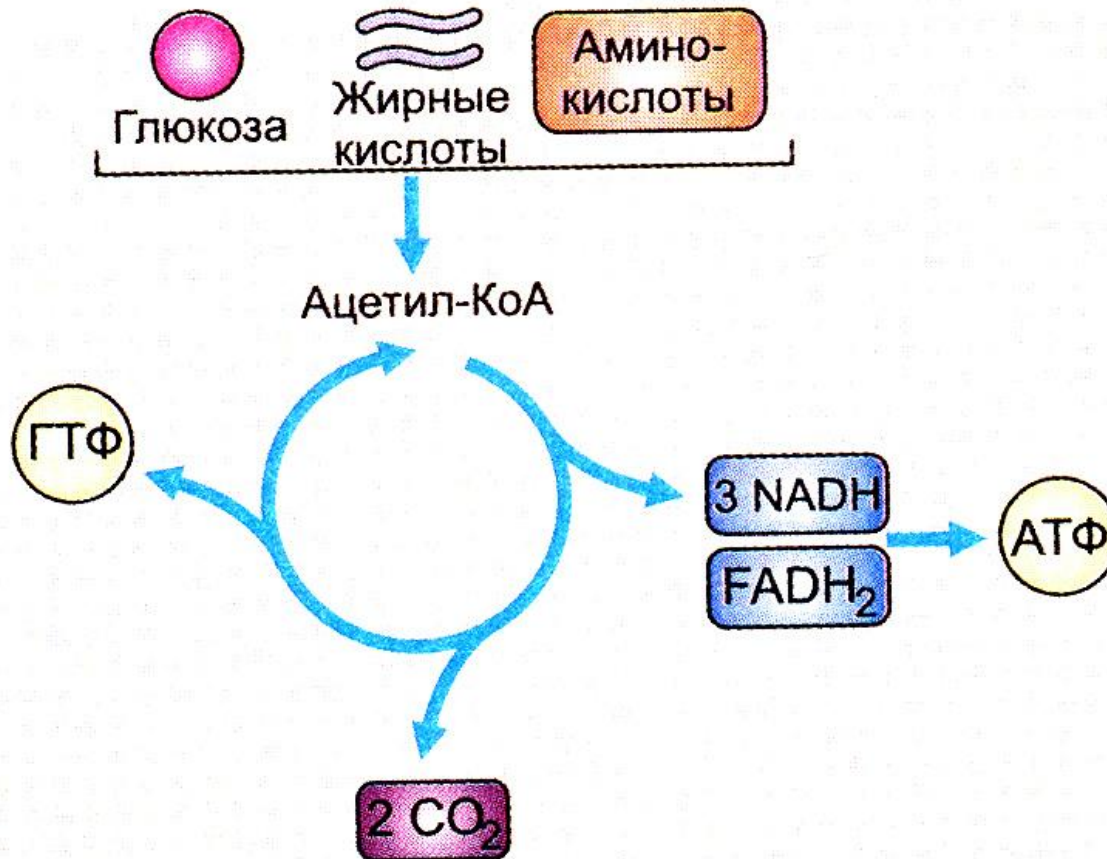 Глюкоза
Жирные
кислоты
Амино-
кислоты
Ацетил-КоА
ГТФ
3 NADH
FADH₂
АТФ
2 CO₂